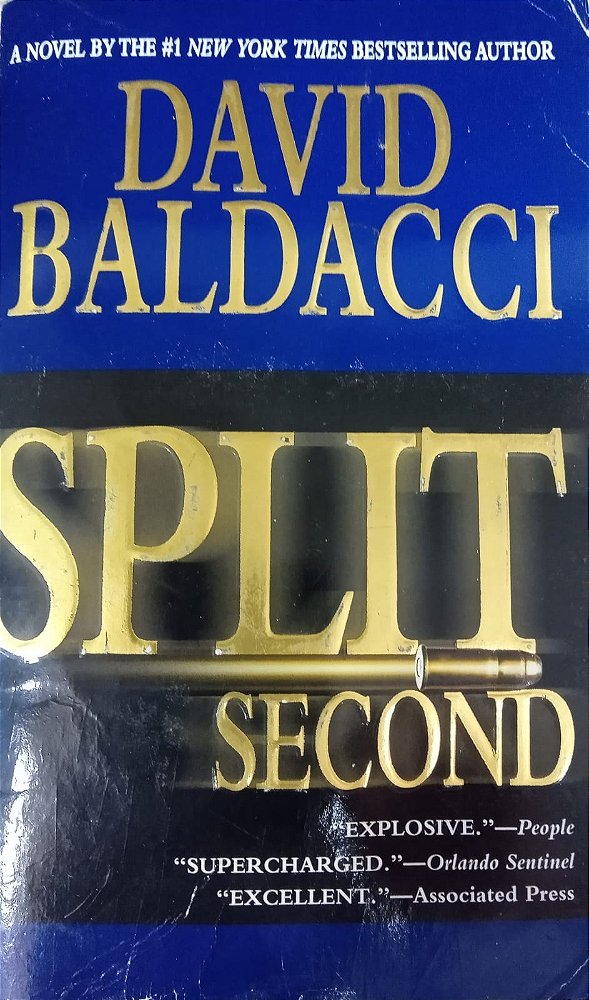 A NOVEL BY THE #1 NEW YORK TIMES BESTSELLING AUTHOR
DAVID
BALDACCI
SPLIT
SECOND
"EXPLOSIVE."—People
"SUPERCHARGED."—Orlando Sentinel
"EXCELLENT."—Associated Press